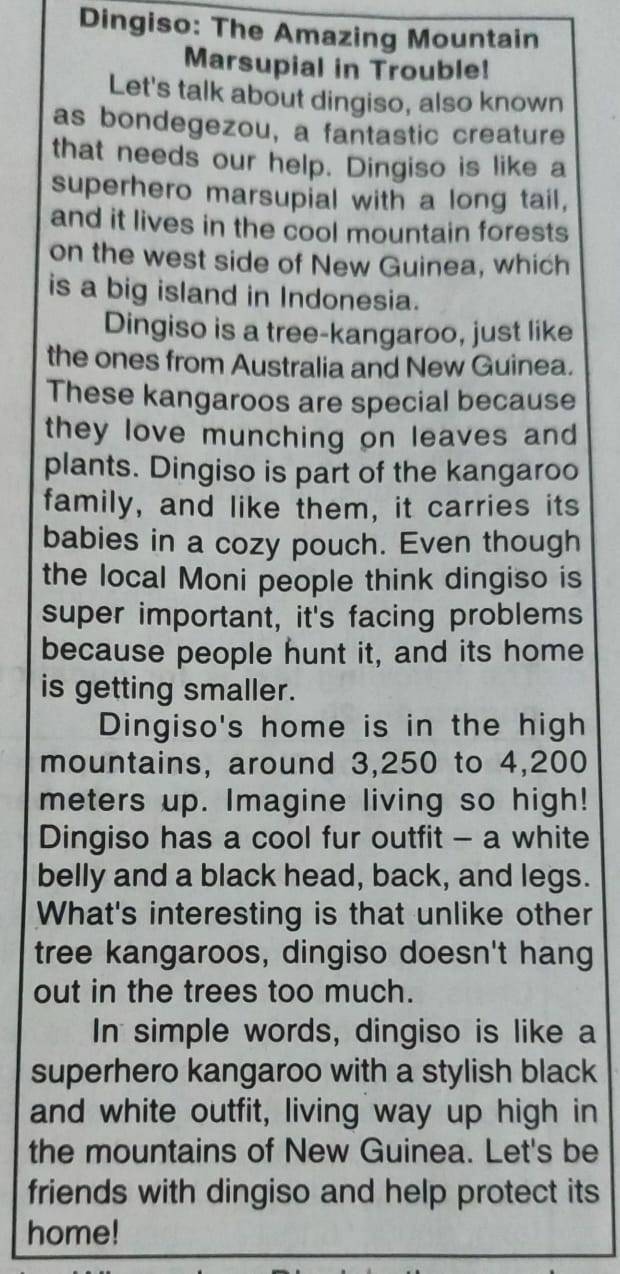 Dingiso: The Amazing Mountain
Marsupial in Trouble!
Let's talk about dingiso, also known
as bondegezou, a fantastic creature
that needs our help. Dingiso is like a
superhero marsupial with a long tail,
and it lives in the cool mountain forests
on the west side of New Guinea, which
is a big island in Indonesia.
Dingiso is a tree-kangaroo, just like
the ones from Australia and New Guinea.
These kangaroos are special because
they love munching on leaves and
plants. Dingiso is part of the kangaroo
family, and like them, it carries its
babies in a cozy pouch. Even though
the local Moni people think dingiso is
super important, it's facing problems
because people hunt it, and its home
is getting smaller.
Dingiso's home is in the high
mountains, around 3,250 to 4,200
meters up. Imagine living so high!
Dingiso has a cool fur outfit – a white
belly and a black head, back, and legs.
What's interesting is that unlike other
tree kangaroos, dingiso doesn't hang
out in the trees too much.
In simple words, dingiso is like a
superhero kangaroo with a stylish black
and white outfit, living way up high in
the mountains of New Guinea. Let's be
friends with dingiso and help protect its
home!